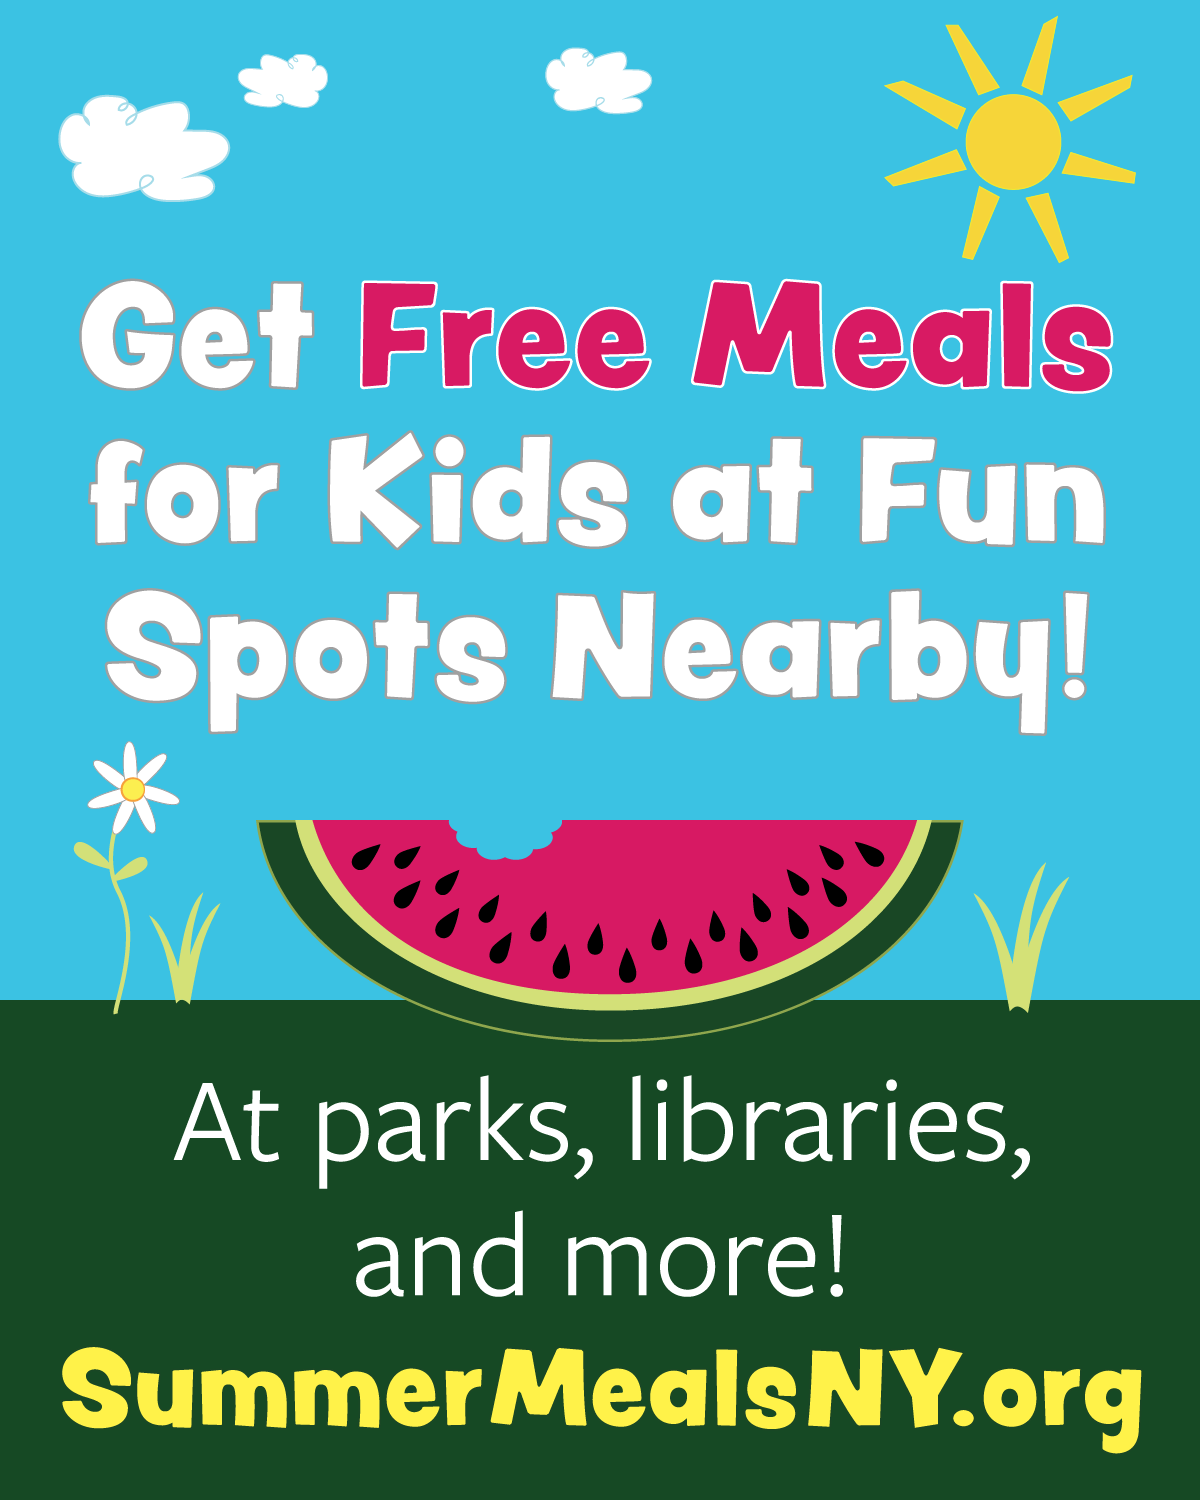 Get Free Meals
for Kids at Fun
Spots Nearby!
At parks, libraries,
and more!
SummerMealsNY.org